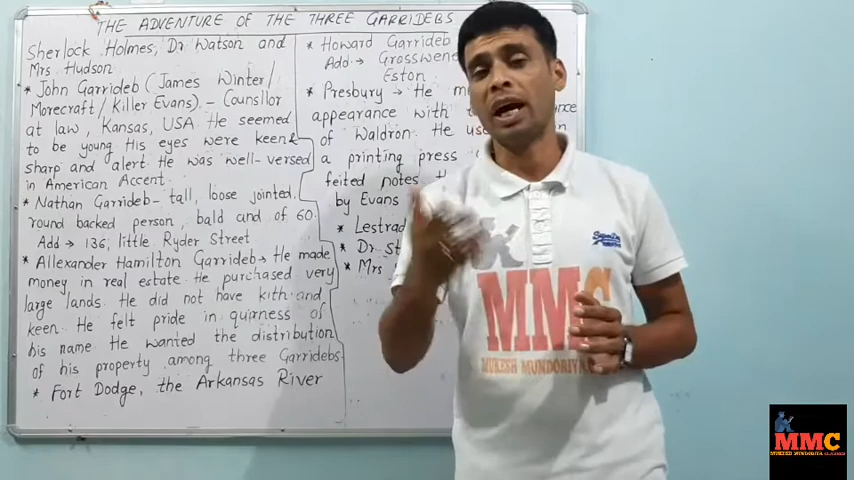 THE ADVENTURE OF THE THREE GARRIDEBS
SHERLOCK HOLMES, DR WATSON AND
MRS HUDSON
* JOHN GARRIDEB (JAMES WINTER/
MORECRAFT/ KILLER EVANS) - COUNSLLOR
AT LAW, KANSAS, USA. HE SEEMED
TO BE YOUNG. HIS EYES WERE KEEN &
SHARP AND ALERT. HE WAS WELL-VERSED
IN AMERICAN ACCENT.
* NATHAN GARRIDEB - TALL, LOOSE JOINTED,
ROUND BACKED PERSON, BALD AND OF 60.
ADD → 136, LITTLE RYDER STREET
* ALLEXANDER HAMILTON GARRIDEB → HE MADE
MONEY IN REAL ESTATE. HE PURCHASED VERY
LARGE LANDS. HE DID NOT HAVE KITH AND
KEEN. HE FELT PRIDE IN QUIRNESS OF
HIS NAME. HE WANTED THE DISTRIBUTION
OF HIS PROPERTY AMONG THREE GARRIDEBS
* FORT DODGE, THE ARKANSAS RIVER
* HOWARD GARRIDEB
ADD → GROSSWENE
ESTON
* PRESBURY → HE
APPEARANCE WITH
OF WALDRON. HE
A PRINTING PRESS
FEITED NOTES.
BY EVANS
* LESTRAD
* DR
* MRS
SuperDry
MMC
MUKESH MUNDORIYA
MMC
MUKESH MUNDORIYA CLASSES